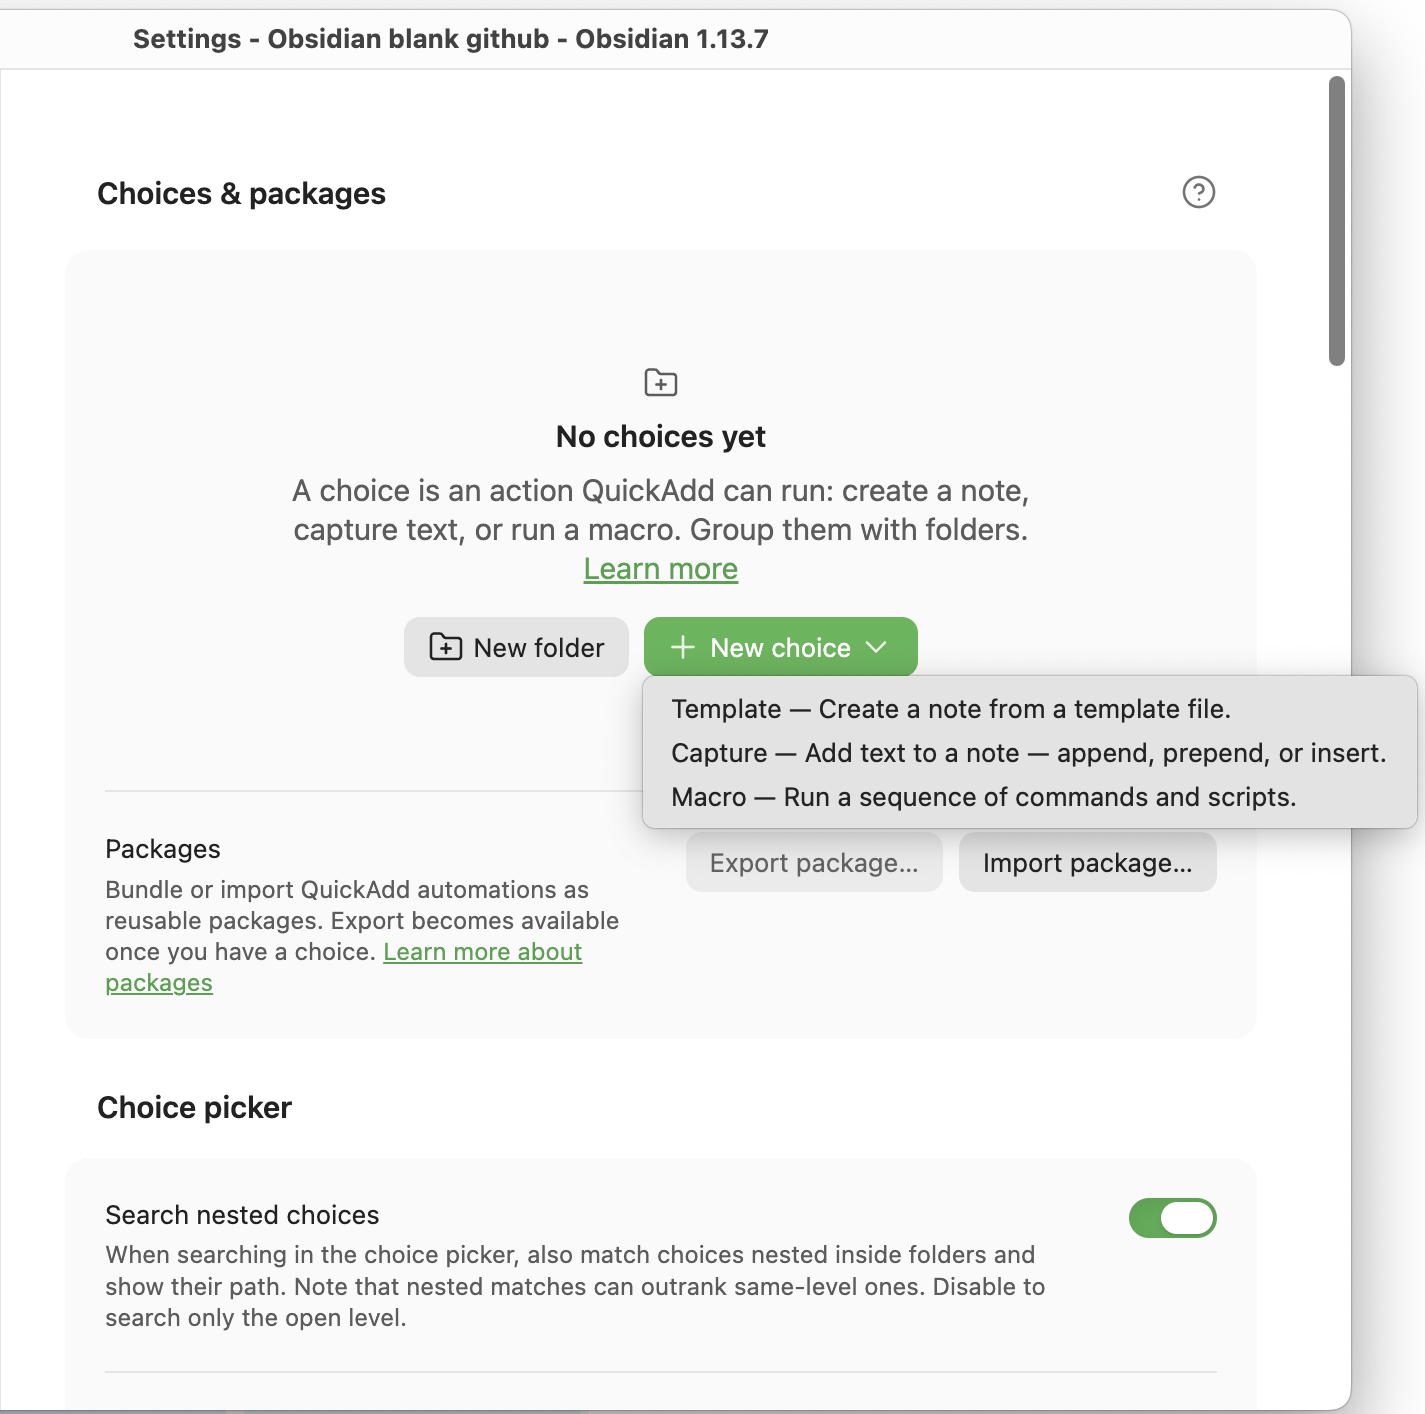 Settings - Obsidian blank github - Obsidian 1.13.7
Choices & packages
No choices yet
A choice is an action QuickAdd can run: create a note,
capture text, or run a macro. Group them with folders.
Learn more
New folder
New choice
Template — Create a note from a template file.
Capture — Add text to a note — append, prepend, or insert.
Macro — Run a sequence of commands and scripts.
Packages
Bundle or import QuickAdd automations as
reusable packages. Export becomes available
once you have a choice. Learn more about
packages
Export package...
Import package...
Choice picker
Search nested choices
When searching in the choice picker, also match choices nested inside folders and
show their path. Note that nested matches can outrank same-level ones. Disable to
search only the open level.